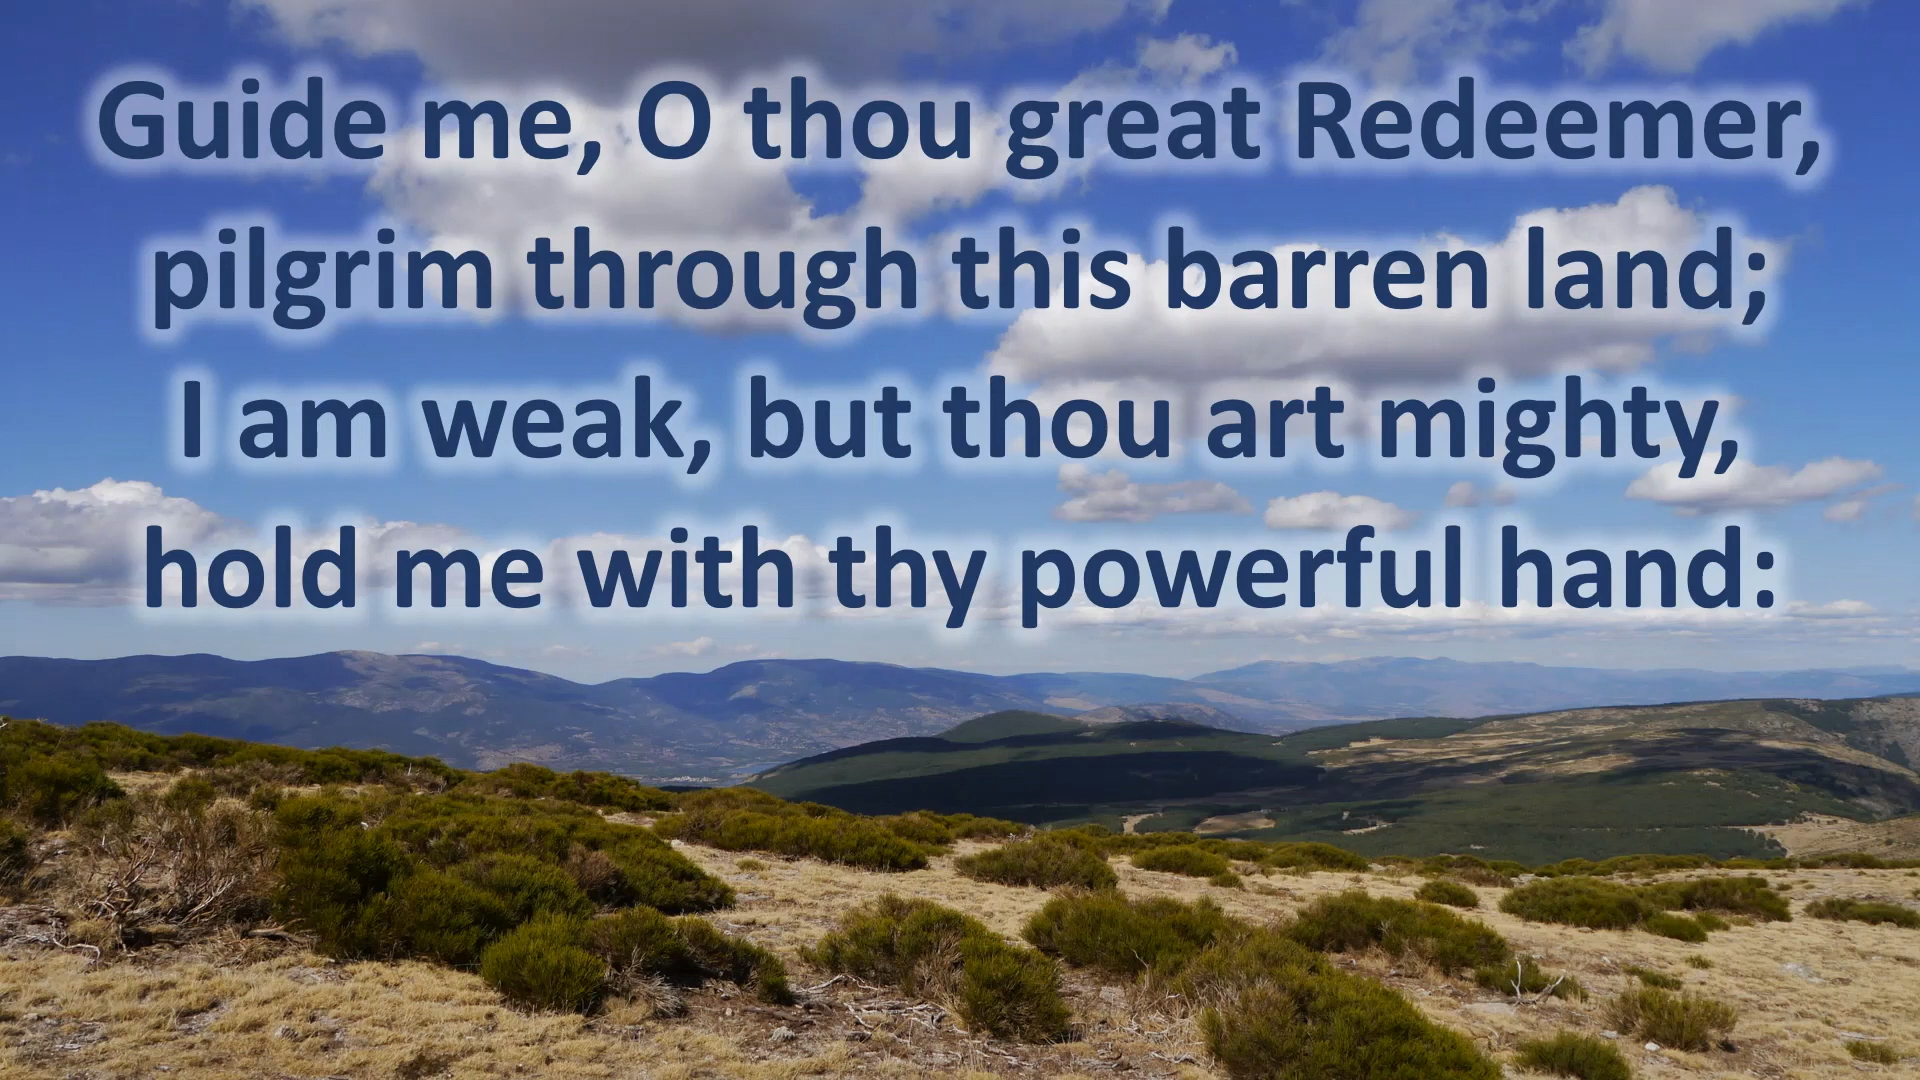 Guide me, O thou great Redeemer,
pilgrim through this barren land;
I am weak, but thou art mighty,
hold me with thy powerful hand: